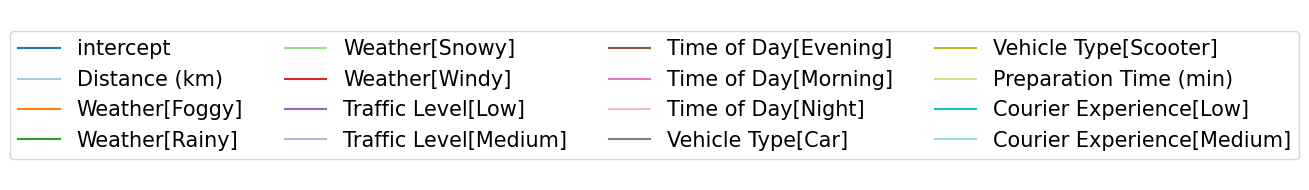 intercept
Distance (km)
Weather[Foggy]
Weather[Rainy]
Weather[Snowy]
Weather[Windy]
Traffic Level[Low]
Traffic Level[Medium]
Time of Day[Evening]
Time of Day[Morning]
Time of Day[Night]
Vehicle Type[Car]
Vehicle Type[Scooter]
Preparation Time (min)
Courier Experience[Low]
Courier Experience[Medium]